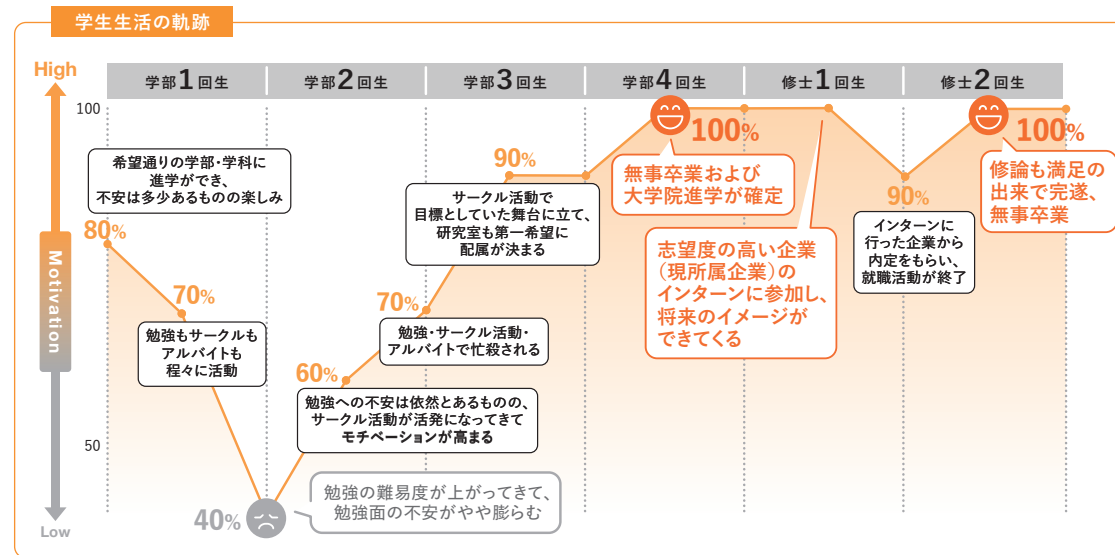 学生生活の軌跡
High
学部1回生
学部2回生
学部3回生
学部4回生
修士1回生
修士2回生
100
50
Motivation
Low
80%
希望通りの学部・学科に
進学ができ、
不安は多少あるものの楽しみ
70%
勉強もサークルも
アルバイトも
程々に活動
40%
勉強の難易度が上がってきて、
勉強面の不安がやや膨らむ
60%
勉強への不安は依然とあるものの、
サークル活動が活発になってきて
モチベーションが高まる
70%
勉強・サークル活動・
アルバイトで忙殺される
90%
サークル活動で
目標としていた舞台に立て、
研究室も第一希望に
配属が決まる
100%
無事卒業および
大学院進学が確定
志望度の高い企業
（現所属企業）の
インターンに参加し、
将来のイメージが
できてくる
90%
インターンに
行った企業から
内定をもらい、
就職活動が終了
100%
修論も満足の
出来で完遂、
無事卒業